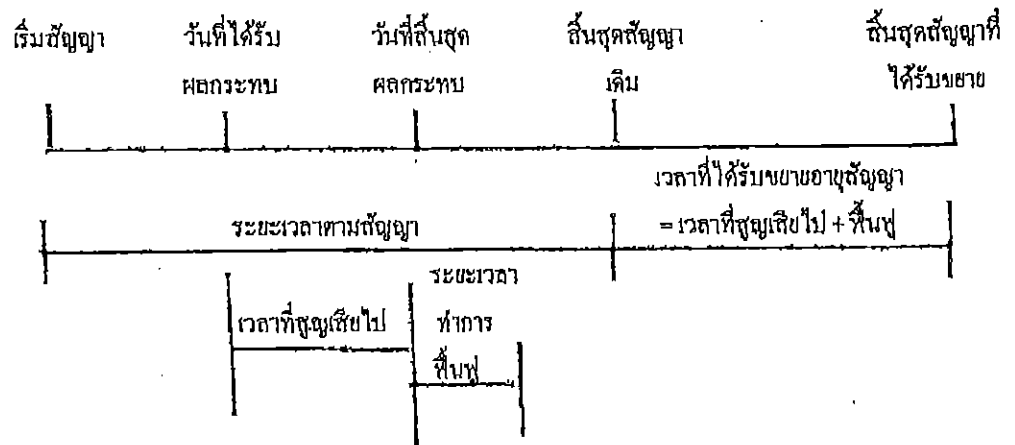 เริ่มสัญญา วันที่ได้รับ วันที่สิ้นสุด สิ้นสุดสัญญา สิ้นสุดสัญญาที่
ผลกระทบ ผลกระทบ เดิม ได้รับขยาย
เวลาที่ได้รับขยายอายุสัญญา
ระยะเวลาตามสัญญา = เวลาที่สูญเสียไป + ฟื้นฟู
ระยะเวลา
เวลาที่สูญเสียไป ทำการ
ฟื้นฟู